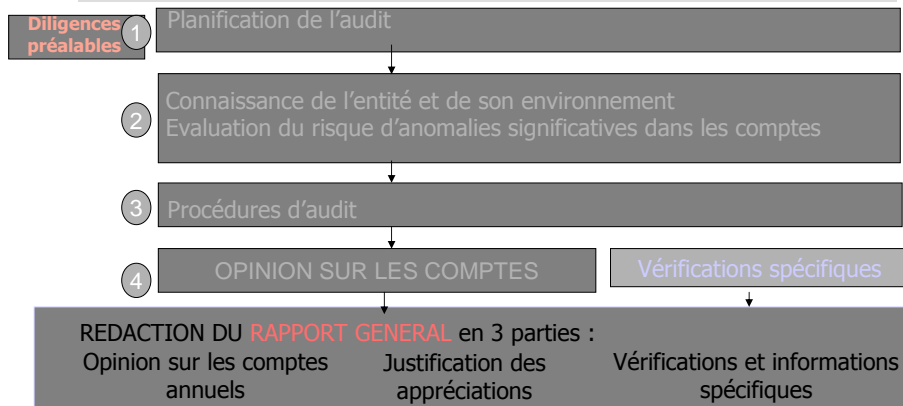 Diligences
préalables
1
Planification de l'audit
2
Connaissance de l'entité et de son environnement
Evaluation du risque d'anomalies significatives dans les comptes
3
Procédures d'audit
4
OPINION SUR LES COMPTES
Vérifications spécifiques
REDACTION DU RAPPORT GENERAL en 3 parties :
Opinion sur les comptes
annuels
Justification des
appréciations
Vérifications et informations
spécifiques